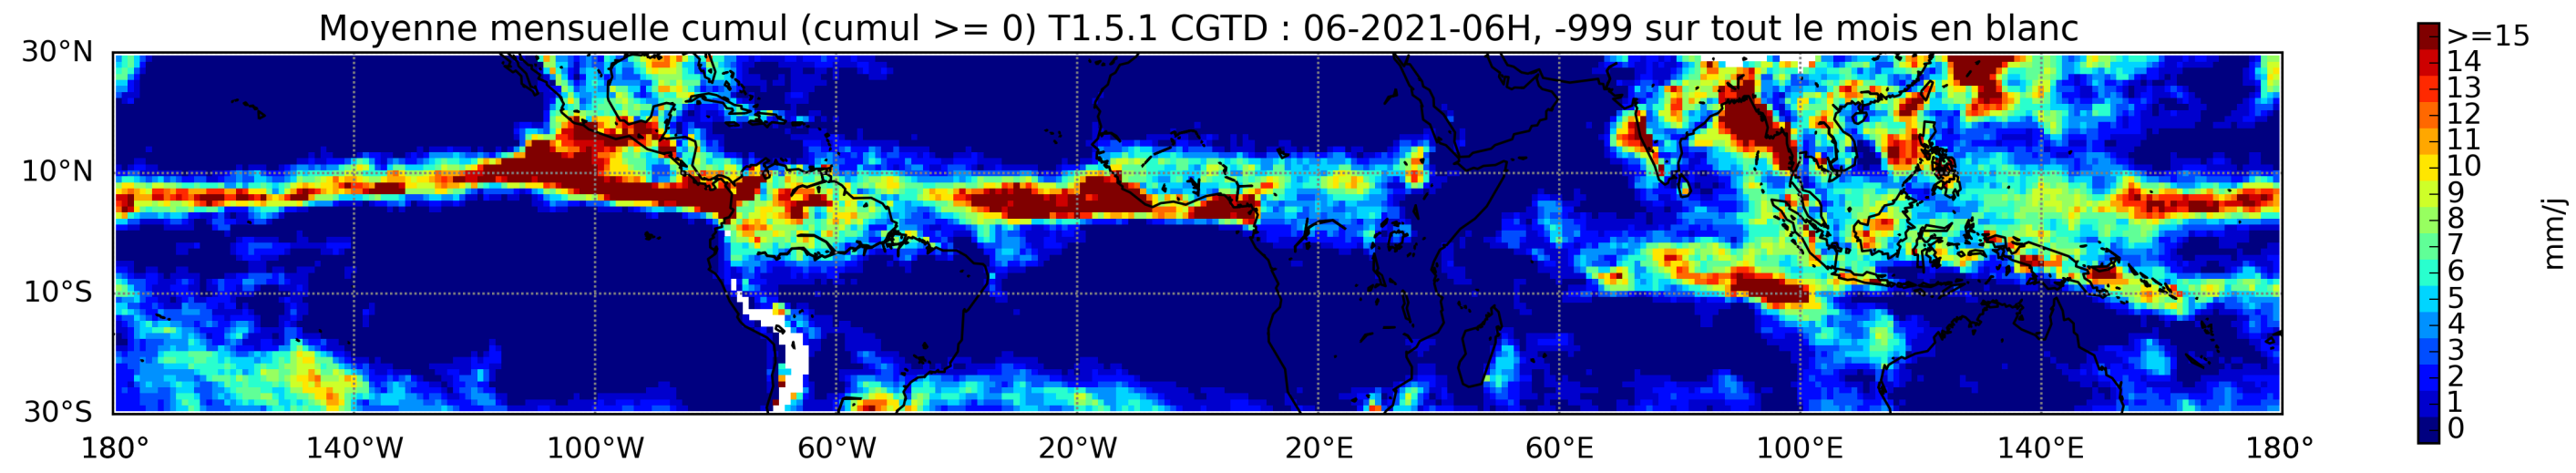 Moyenne mensuelle cumul (cumul >= 0) T1.5.1 CGTD : 06-2021-06H, -999 sur tout le mois en blanc
30°N
10°N
10°S
30°S
180°
140°W
100°W
60°W
20°W
20°E
60°E
100°E
140°E
180°
>=15
14
13
12
11
10
9
8
7
6
5
4
3
2
1
0
mm/j